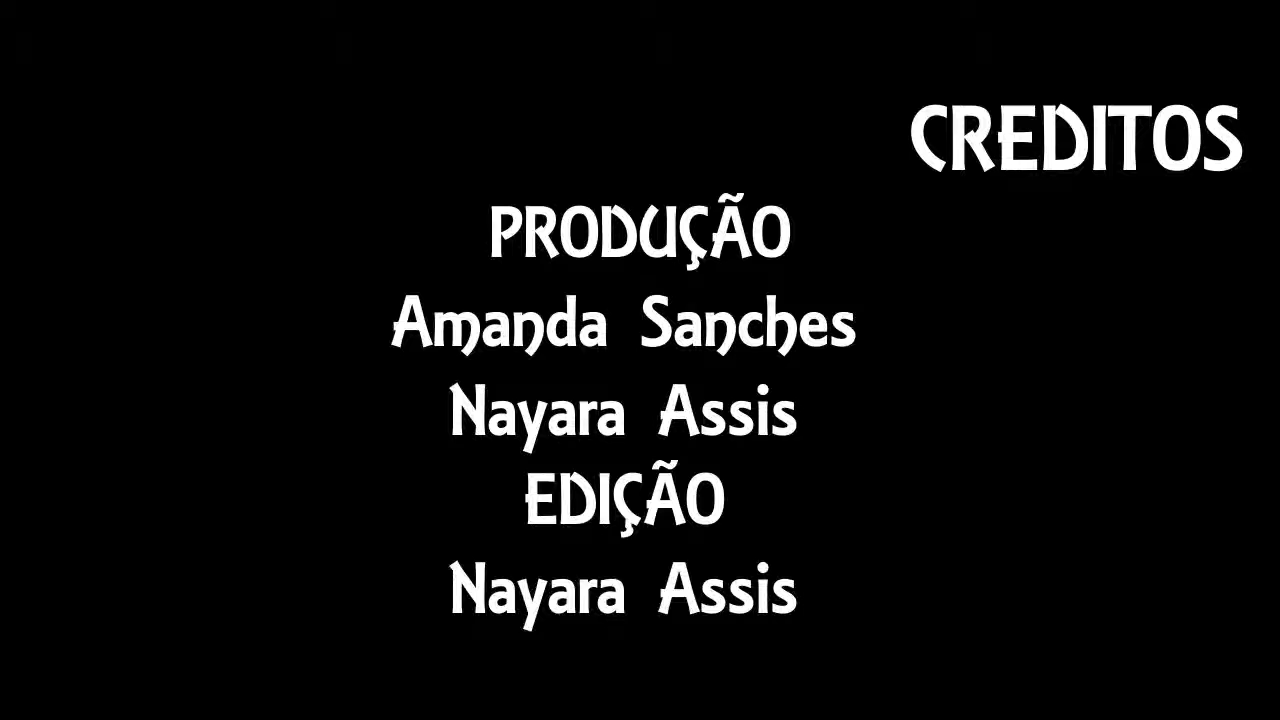 CREDITOS
PRODUÇÃO
Amanda Sanches
Nayara Assis
EDIÇÃO
Nayara Assis